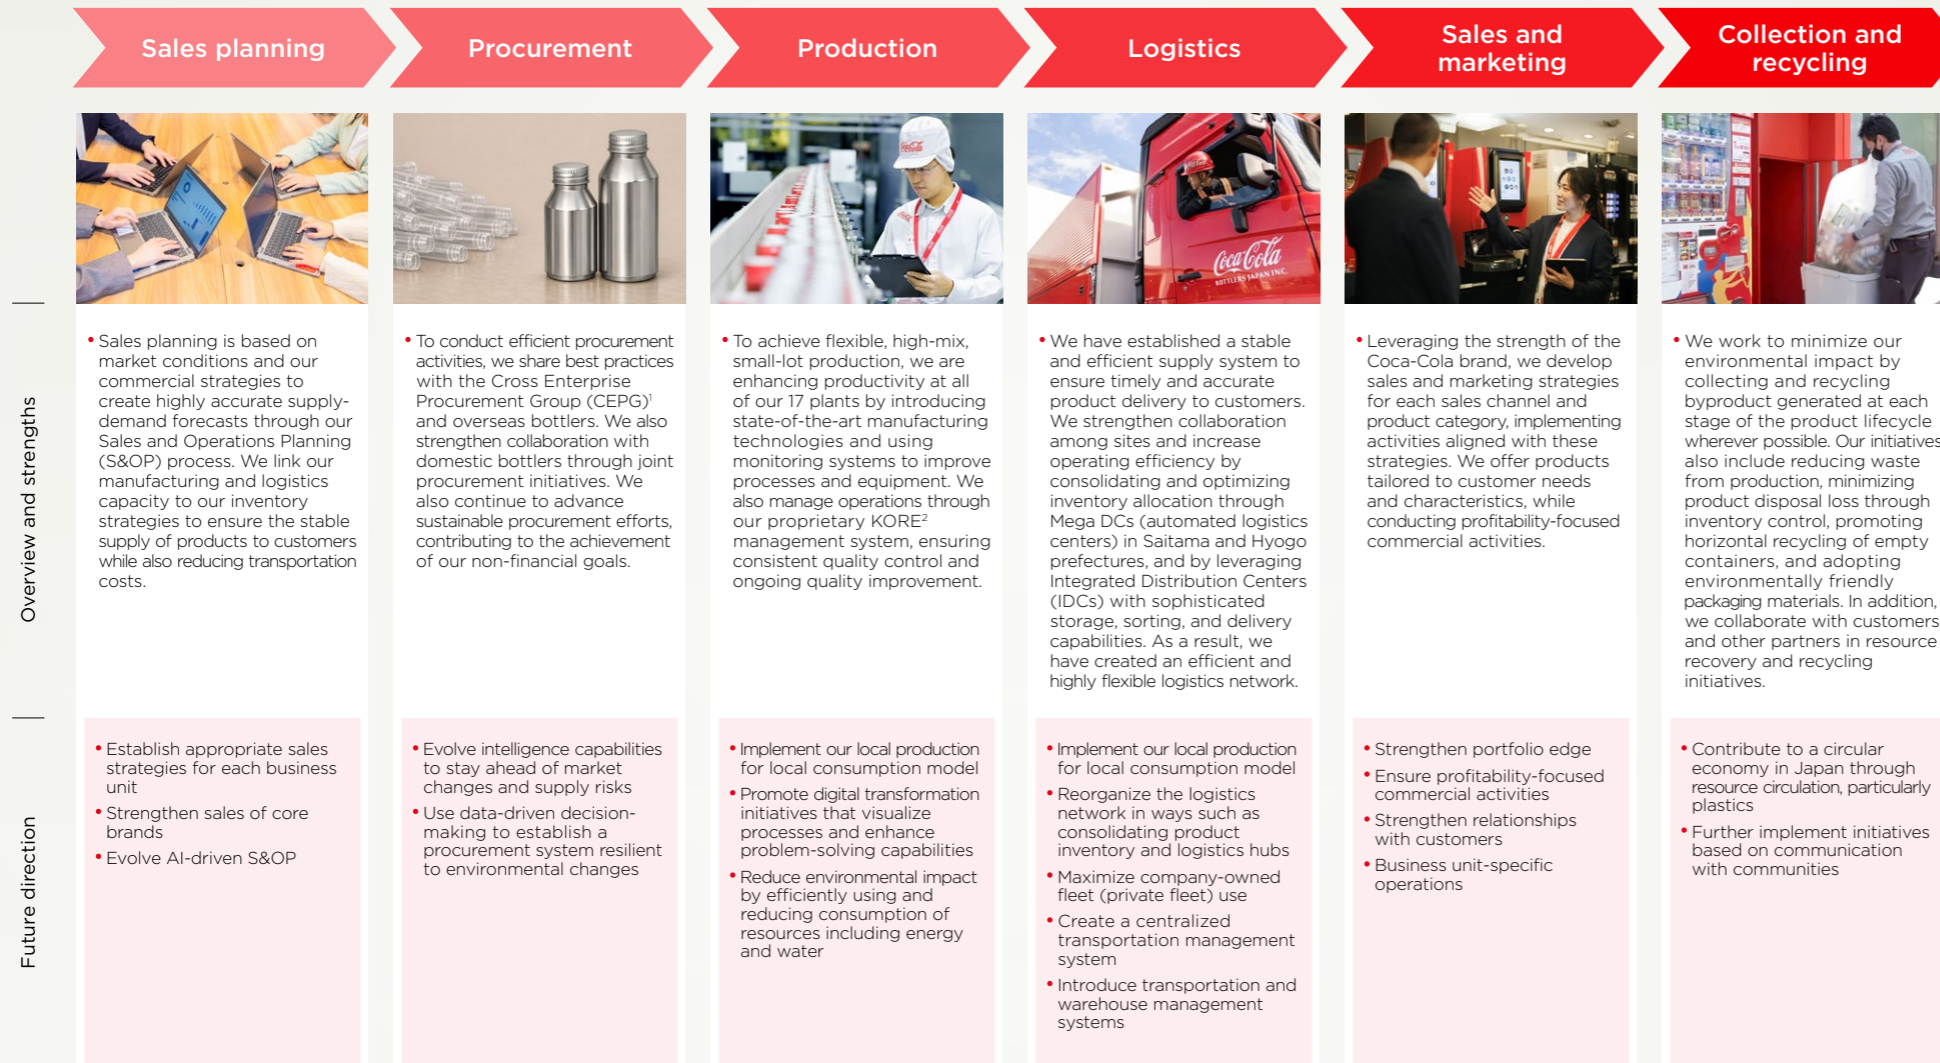 Sales planning
Procurement
Production
Logistics
Sales and
marketing
Collection and
recycling
Coca-Cola
BOTTLERS JAPAN INC.
Overview and strengths
• Sales planning is based on
market conditions and our
commercial strategies to
create highly accurate supply-
demand forecasts through our
Sales and Operations Planning
(S&OP) process. We link our
manufacturing and logistics
capacity to our inventory
strategies to ensure the stable
supply of products to customers
while also reducing transportation
costs.
• To conduct efficient procurement
activities, we share best practices
with the Cross Enterprise
Procurement Group (CEPG)¹
and overseas bottlers. We also
strengthen collaboration with
domestic bottlers through joint
procurement initiatives. We
also continue to advance
sustainable procurement efforts,
contributing to the achievement
of our non-financial goals.
• To achieve flexible, high-mix,
small-lot production, we are
enhancing productivity at all
of our 17 plants by introducing
state-of-the-art manufacturing
technologies and using
monitoring systems to improve
processes and equipment. We
also manage operations through
our proprietary KORE²
management system, ensuring
consistent quality control and
ongoing quality improvement.
• We have established a stable
and efficient supply system to
ensure timely and accurate
product delivery to customers.
We strengthen collaboration
among sites and increase
operating efficiency by
consolidating and optimizing
inventory allocation through
Mega DCs (automated logistics
centers) in Saitama and Hyogo
prefectures, and by leveraging
Integrated Distribution Centers
(IDCs) with sophisticated
storage, sorting, and delivery
capabilities. As a result, we
have created an efficient and
highly flexible logistics network.
• Leveraging the strength of the
Coca-Cola brand, we develop
sales and marketing strategies
for each sales channel and
product category, implementing
activities aligned with these
strategies. We offer products
tailored to customer needs
and characteristics, while
conducting profitability-focused
commercial activities.
• We work to minimize our
environmental impact by
collecting and recycling
byproduct generated at each
stage of the product lifecycle
wherever possible. Our initiatives
also include reducing waste
from production, minimizing
product disposal loss through
inventory control, promoting
horizontal recycling of empty
containers, and adopting
environmentally friendly
packaging materials. In addition,
we collaborate with customers
and other partners in resource
recovery and recycling
initiatives.
Future direction
• Establish appropriate sales
strategies for each business
unit
• Strengthen sales of core
brands
• Evolve AI-driven S&OP
• Evolve intelligence capabilities
to stay ahead of market
changes and supply risks
• Use data-driven decision-
making to establish a
procurement system resilient
to environmental changes
• Implement our local production
for local consumption model
• Promote digital transformation
initiatives that visualize
processes and enhance
problem-solving capabilities
• Reduce environmental impact
by efficiently using and
reducing consumption of
resources including energy
and water
• Implement our local production
for local consumption model
• Reorganize the logistics
network in ways such as
consolidating product
inventory and logistics hubs
• Maximize company-owned
fleet (private fleet) use
• Create a centralized
transportation management
system
• Introduce transportation and
warehouse management
systems
• Strengthen portfolio edge
• Ensure profitability-focused
commercial activities
• Strengthen relationships
with customers
• Business unit-specific
operations
• Contribute to a circular
economy in Japan through
resource circulation, particularly
plastics
• Further implement initiatives
based on communication
with communities